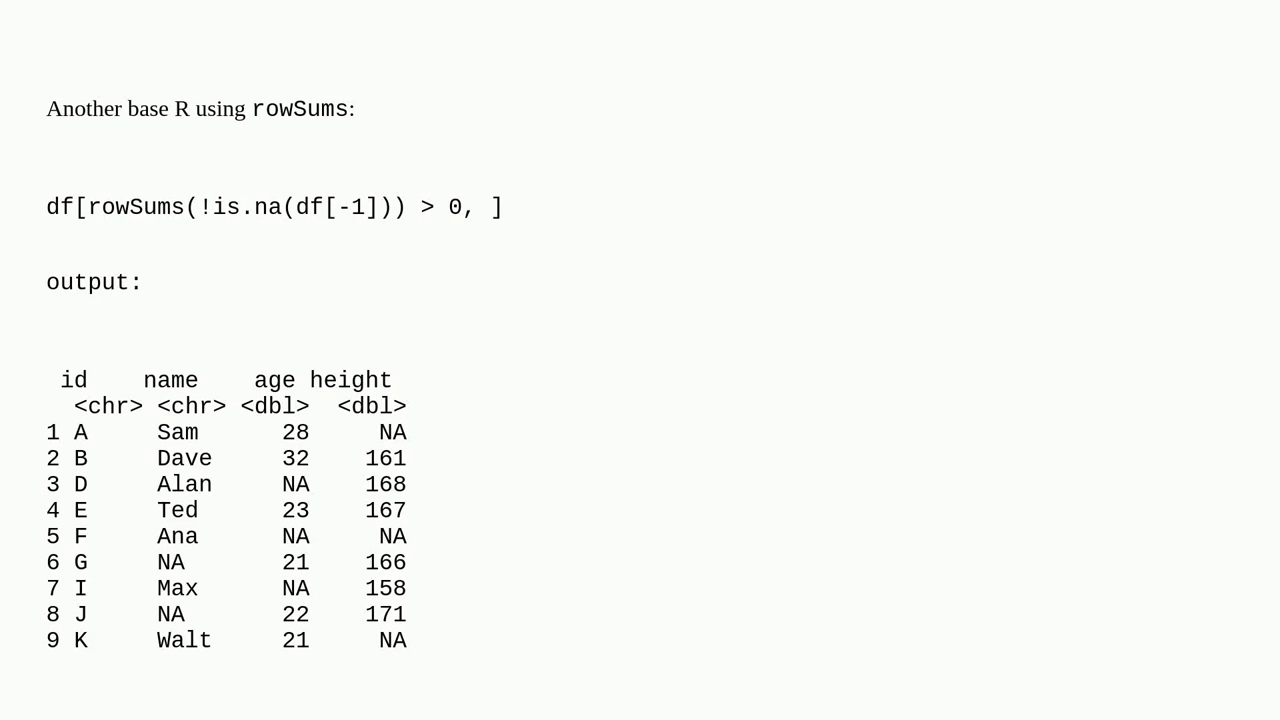 Another base R using rowSums:
df[rowSums(!is.na(df[-1])) > 0, ]
output:
 id    name    age height
  <chr> <chr> <dbl>  <dbl>
1 A     Sam      28     NA
2 B     Dave     32    161
3 D     Alan     NA    168
4 E     Ted      23    167
5 F     Ana      NA     NA
6 G     NA       21    166
7 I     Max      NA    158
8 J     NA       22    171
9 K     Walt     21     NA